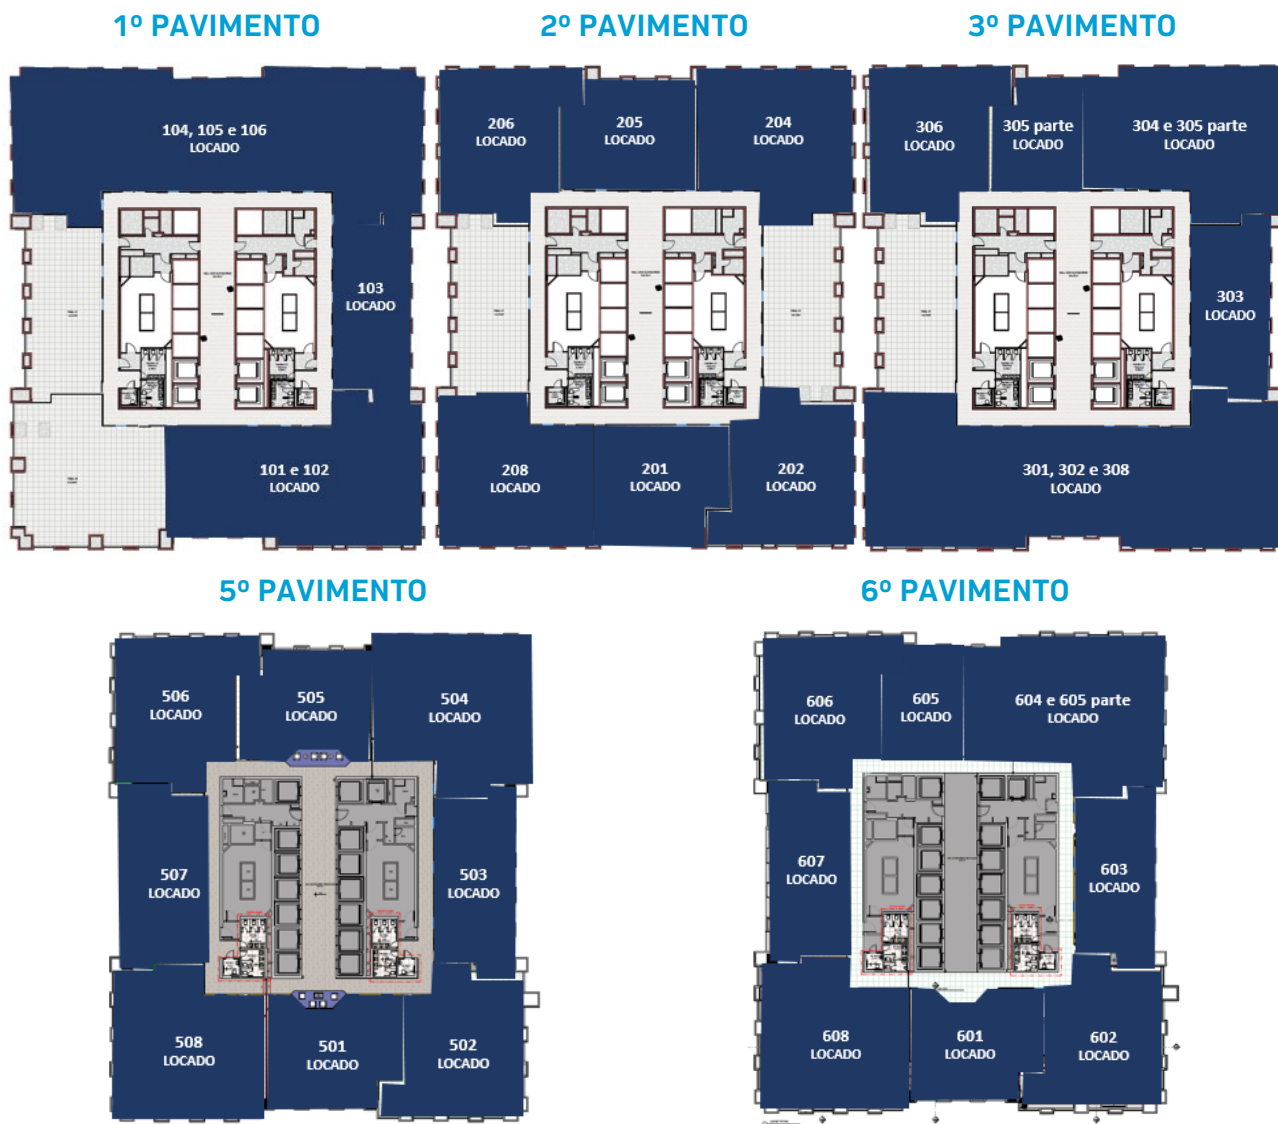 1º PAVIMENTO
2º PAVIMENTO
3º PAVIMENTO
104, 105 e 106
LOCADO
103
LOCADO
101 e 102
LOCADO
206
LOCADO
205
LOCADO
204
LOCADO
208
LOCADO
201
LOCADO
202
LOCADO
306
LOCADO
305 parte
LOCADO
304 e 305 parte
LOCADO
303
LOCADO
301, 302 e 308
LOCADO
5º PAVIMENTO
6º PAVIMENTO
506
LOCADO
505
LOCADO
504
LOCADO
507
LOCADO
503
LOCADO
508
LOCADO
501
LOCADO
502
LOCADO
606
LOCADO
605
LOCADO
604 e 605 parte
LOCADO
607
LOCADO
603
LOCADO
608
LOCADO
601
LOCADO
602
LOCADO